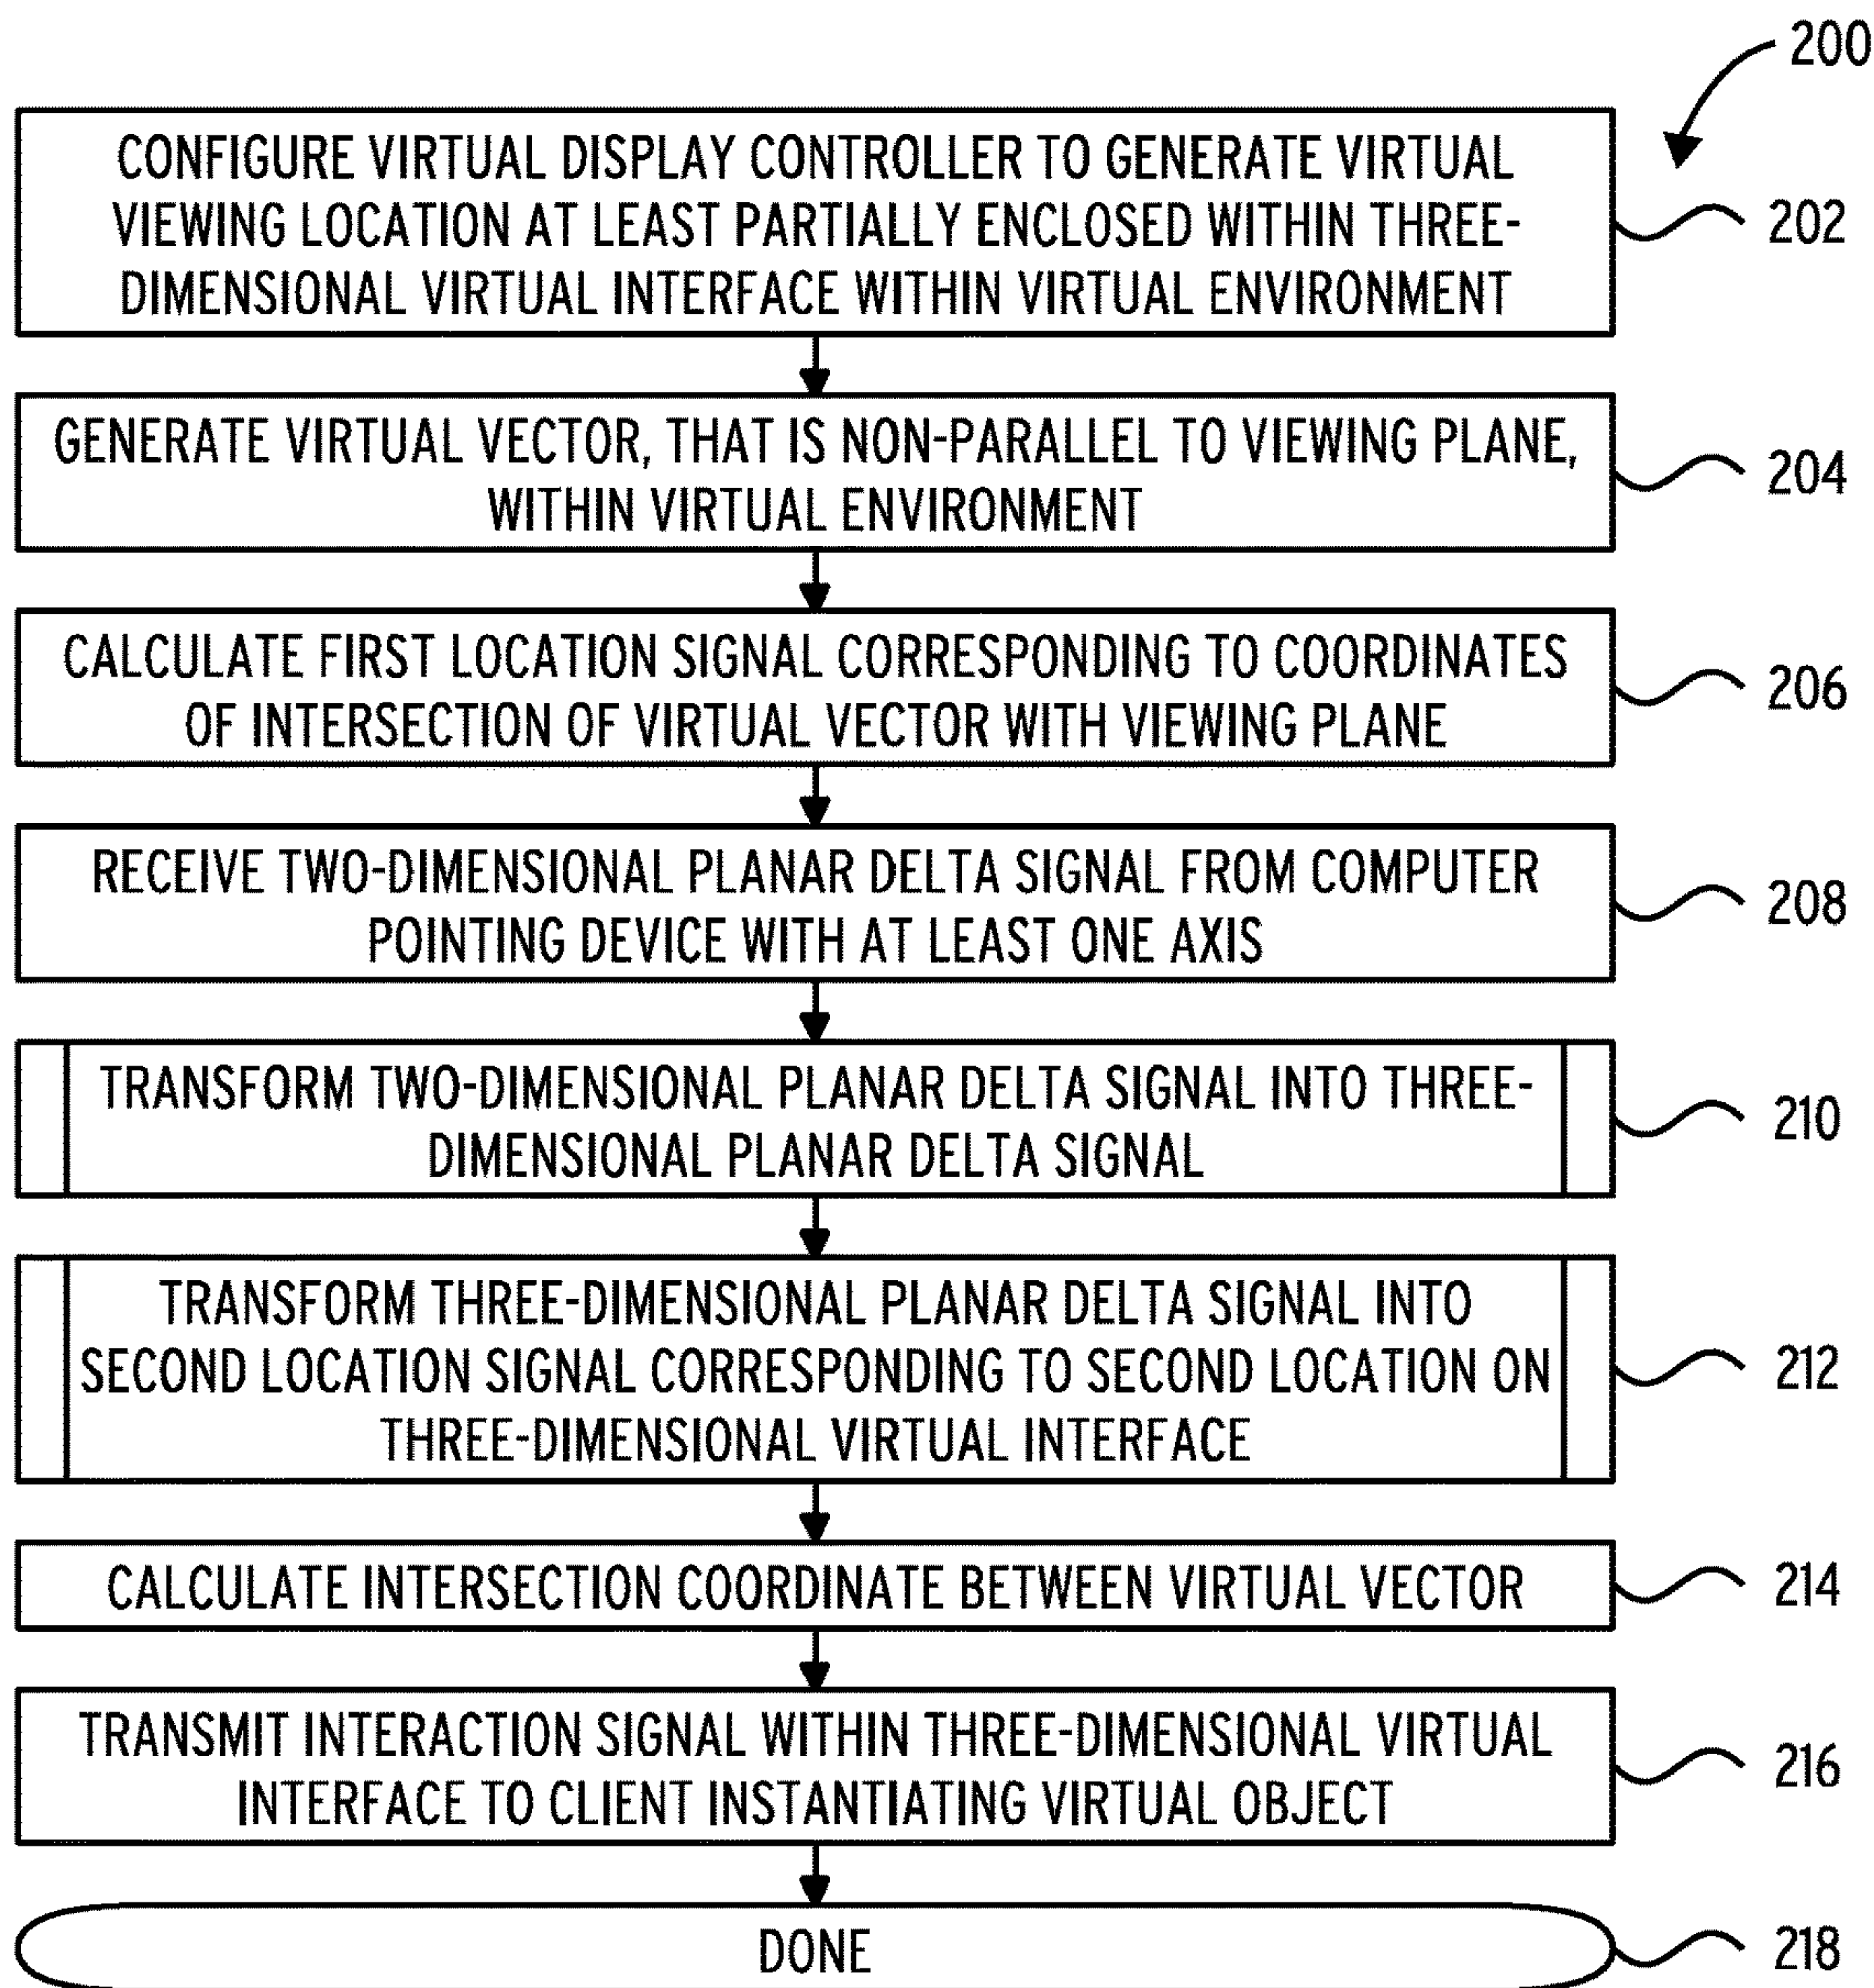 200
CONFIGURE VIRTUAL DISPLAY CONTROLLER TO GENERATE VIRTUAL
VIEWING LOCATION AT LEAST PARTIALLY ENCLOSED WITHIN THREE-
DIMENSIONAL VIRTUAL INTERFACE WITHIN VIRTUAL ENVIRONMENT
202
GENERATE VIRTUAL VECTOR, THAT IS NON-PARALLEL TO VIEWING PLANE,
WITHIN VIRTUAL ENVIRONMENT
204
CALCULATE FIRST LOCATION SIGNAL CORRESPONDING TO COORDINATES
OF INTERSECTION OF VIRTUAL VECTOR WITH VIEWING PLANE
206
RECEIVE TWO-DIMENSIONAL PLANAR DELTA SIGNAL FROM COMPUTER
POINTING DEVICE WITH AT LEAST ONE AXIS
208
TRANSFORM TWO-DIMENSIONAL PLANAR DELTA SIGNAL INTO THREE-
DIMENSIONAL PLANAR DELTA SIGNAL
210
TRANSFORM THREE-DIMENSIONAL PLANAR DELTA SIGNAL INTO
SECOND LOCATION SIGNAL CORRESPONDING TO SECOND LOCATION ON
THREE-DIMENSIONAL VIRTUAL INTERFACE
212
CALCULATE INTERSECTION COORDINATE BETWEEN VIRTUAL VECTOR
214
TRANSMIT INTERACTION SIGNAL WITHIN THREE-DIMENSIONAL VIRTUAL
INTERFACE TO CLIENT INSTANTIATING VIRTUAL OBJECT
216
DONE
218